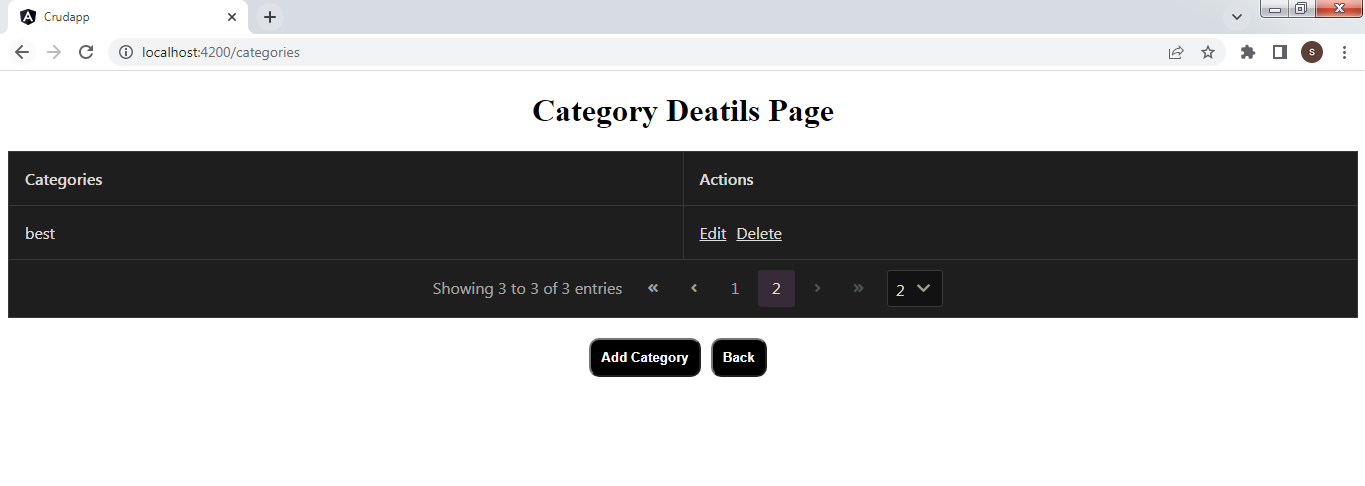 Crudapp
localhost:4200/categories
S
Category Deatils Page
Categories Actions
best Edit Delete
Showing 3 to 3 of 3 entries « ‹ 1 2 › » 2
Add Category Back